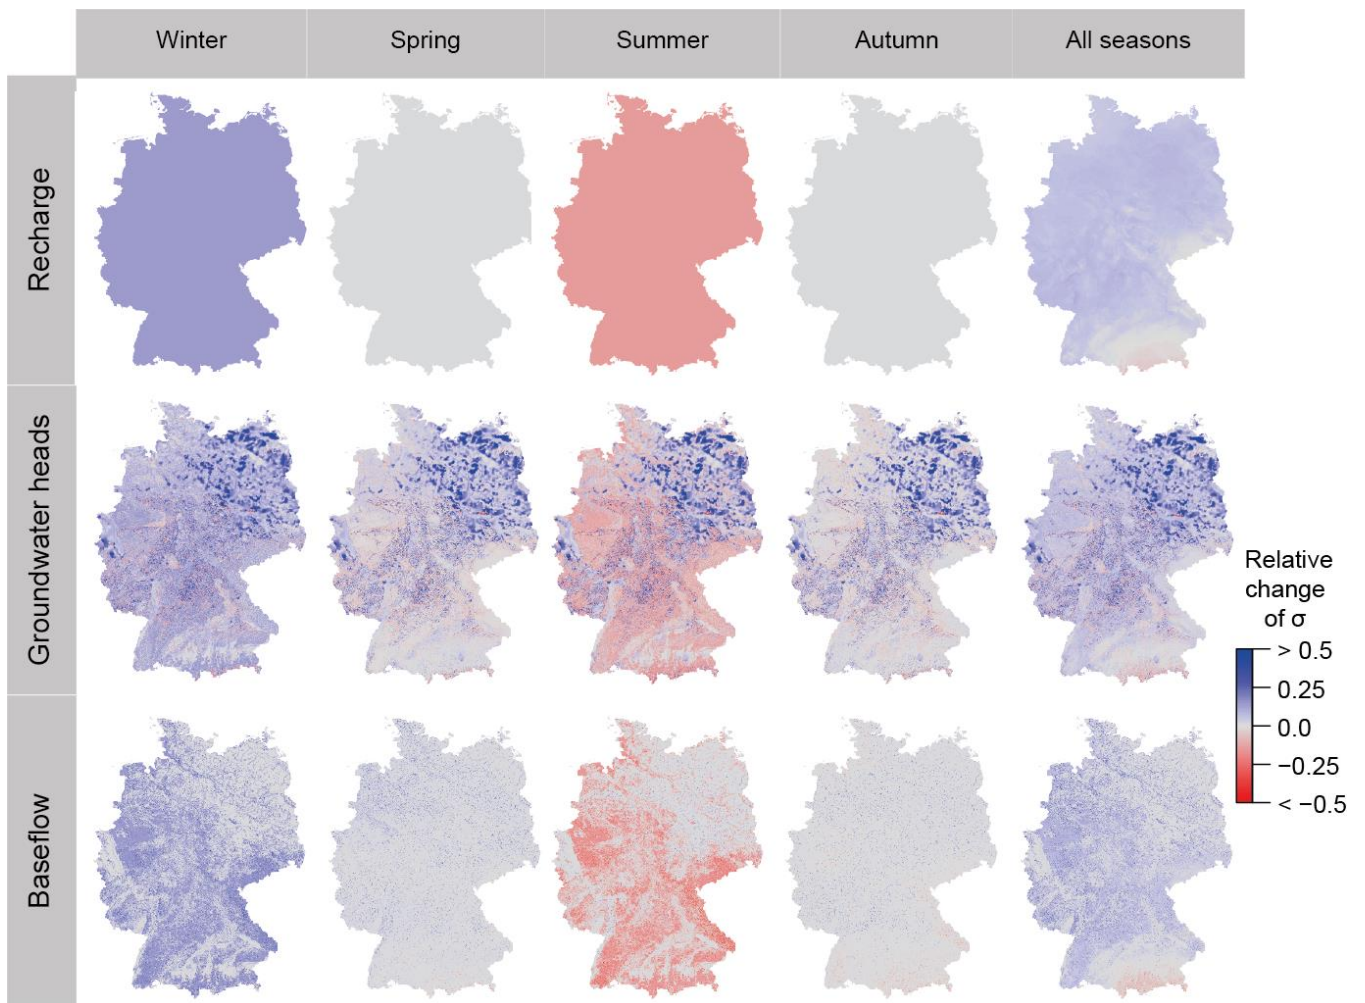 Winter
Spring
Summer
Autumn
All seasons
Recharge
Groundwater heads
Baseflow
Relative
change
of σ
> 0.5
0.25
0.0
−0.25
< −0.5